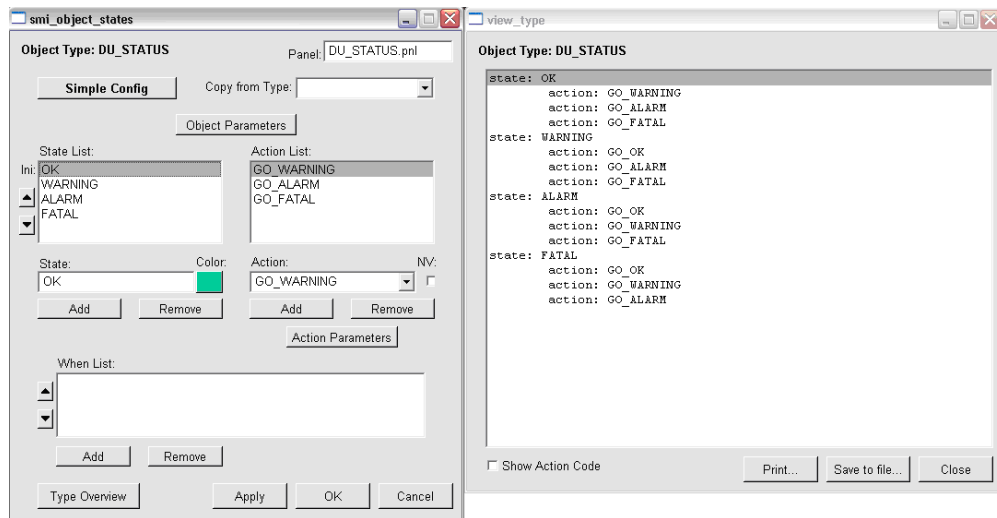 smi_object_states
Object Type: DU_STATUS
Panel: DU_STATUS.pnl
Simple Config
Copy from Type:
Object Parameters
State List:
Action List:
Ini: OK
WARNING
ALARM
FATAL
GO_WARNING
GO_ALARM
GO_FATAL
State:
Color:
Action:
NV:
OK
GO_WARNING
Add
Remove
Add
Remove
Action Parameters
When List:
Add
Remove
Type Overview
Apply
OK
Cancel
view_type
Object Type: DU_STATUS
state: OK
action: GO_WARNING
action: GO_ALARM
action: GO_FATAL
state: WARNING
action: GO_OK
action: GO_ALARM
action: GO_FATAL
state: ALARM
action: GO_OK
action: GO_WARNING
action: GO_FATAL
state: FATAL
action: GO_OK
action: GO_WARNING
action: GO_ALARM
Show Action Code
Print...
Save to file...
Close